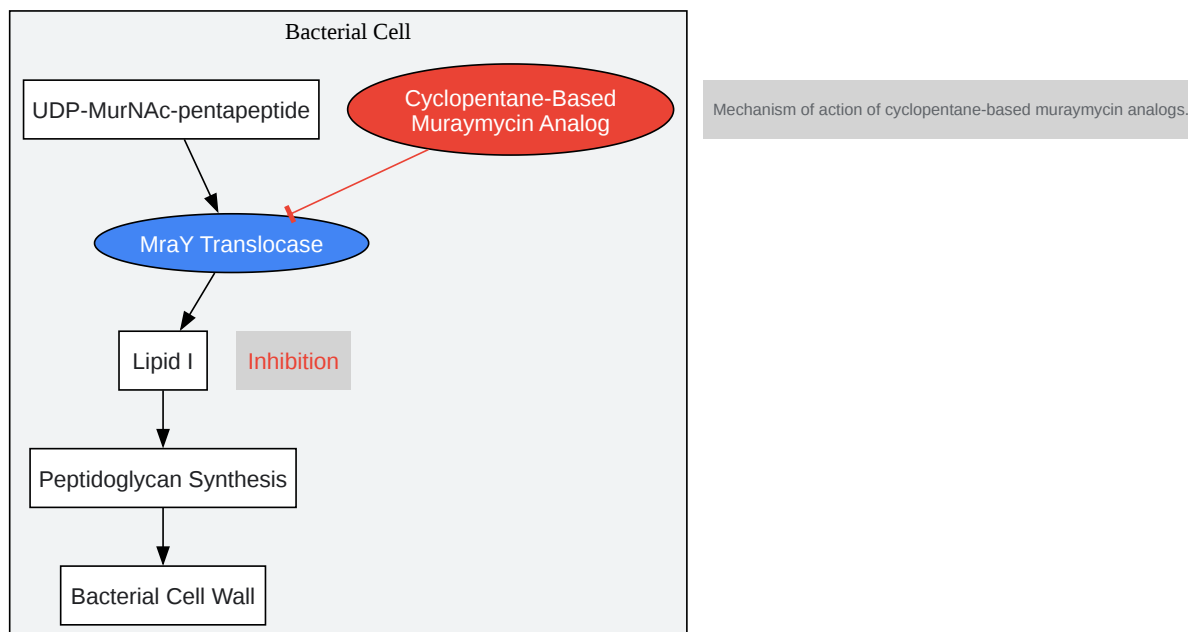 Bacterial Cell
UDP-MurNAc-pentapeptide
Cyclopentane-Based
Muraymycin Analog
Mechanism of action of cyclopentane-based muraymycin analogs.
MraY Translocase
Lipid I
Inhibition
Peptidoglycan Synthesis
Bacterial Cell Wall